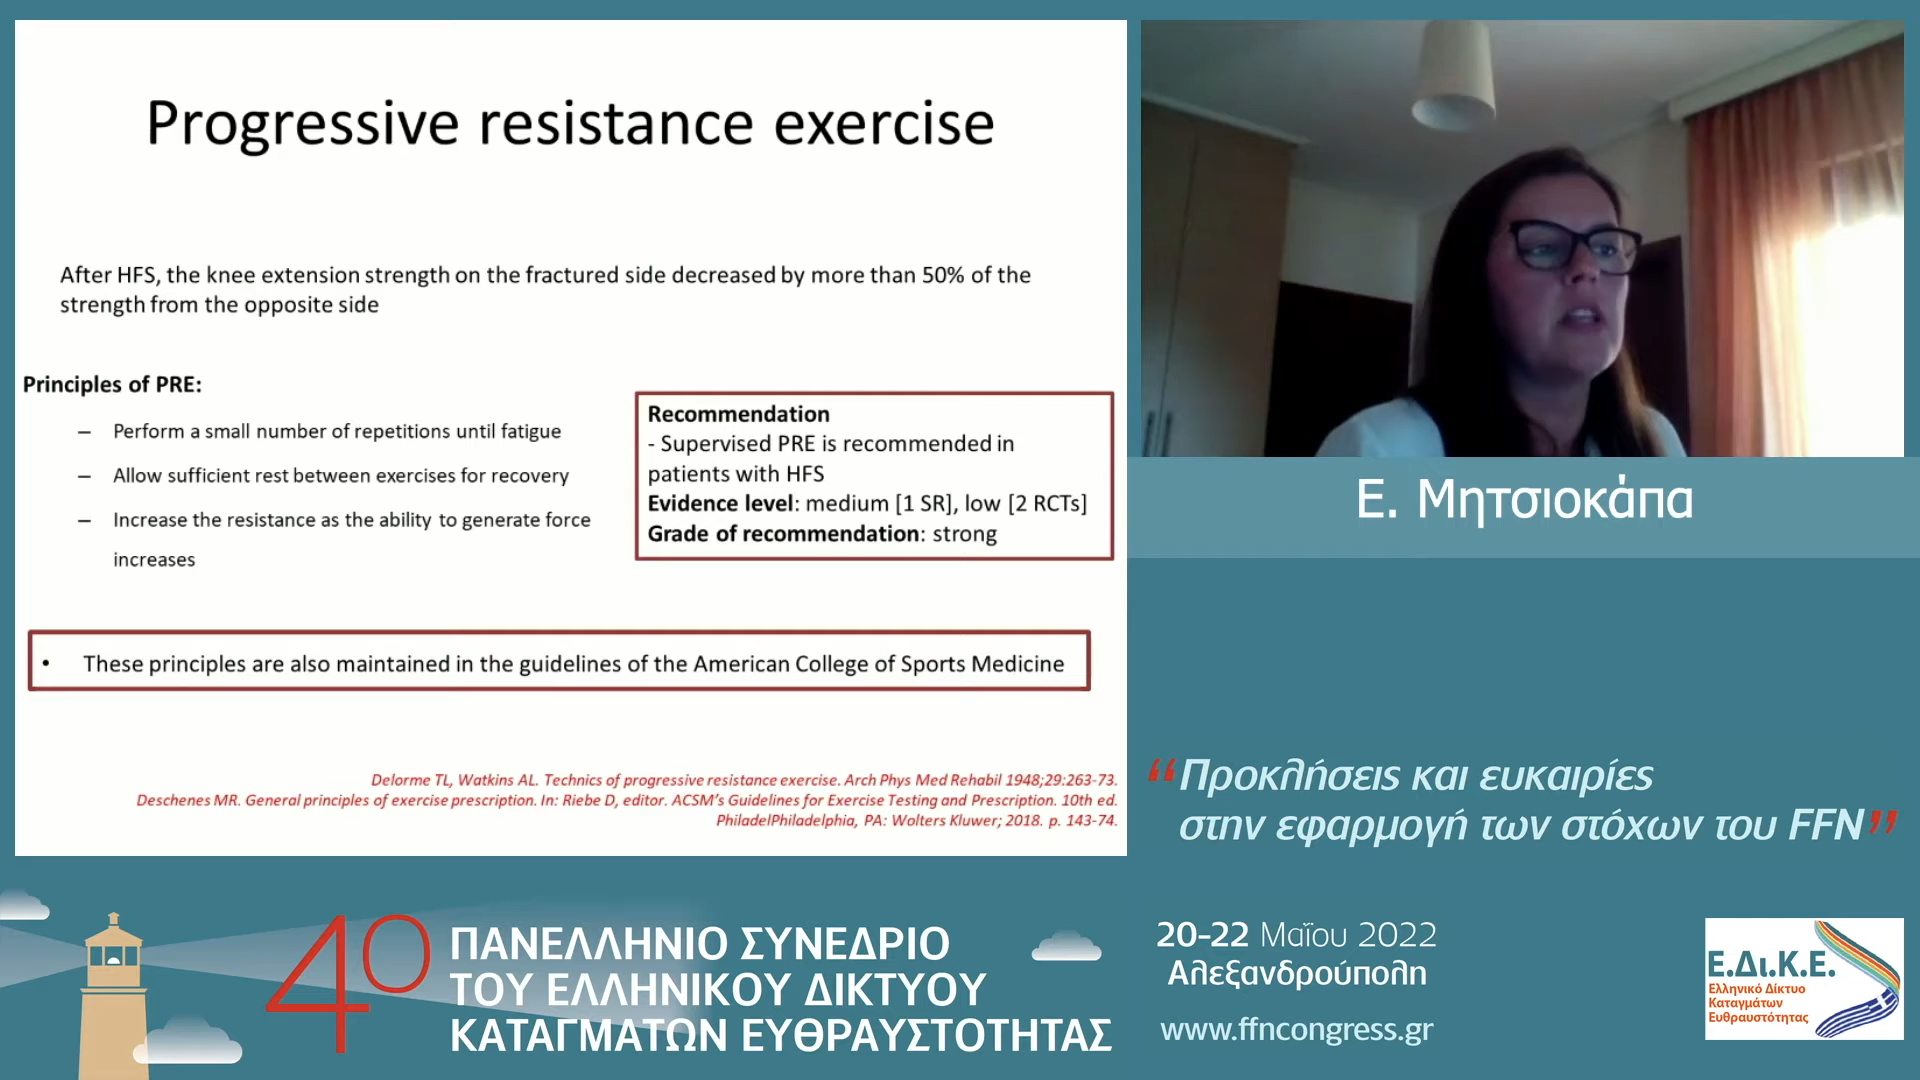 Progressive resistance exercise
After HFS, the knee extension strength on the fractured side decreased by more than 50% of the
strength from the opposite side
Principles of PRE:
– Perform a small number of repetitions until fatigue
– Allow sufficient rest between exercises for recovery
– Increase the resistance as the ability to generate force
increases
Recommendation
- Supervised PRE is recommended in
patients with HFS
Evidence level: medium [1 SR], low [2 RCTs]
Grade of recommendation: strong
• These principles are also maintained in the guidelines of the American College of Sports Medicine
Delorme TL, Watkins AL. Technics of progressive resistance exercise. Arch Phys Med Rehabil 1948;29:263-73.
Deschenes MR. General principles of exercise prescription. In: Riebe D, editor. ACSM's Guidelines for Exercise Testing and Prescription. 10th ed.
PhiladelPhiladelphia, PA: Wolters Kluwer; 2018. p. 143-74.
Ε. Μητσιοκάπα
“Προκλήσεις και ευκαιρίες
στην εφαρμογή των στόχων του FFN”
4ο
ΠΑΝΕΛΛΗΝΙΟ ΣΥΝΕΔΡΙΟ
ΤΟΥ ΕΛΛΗΝΙΚΟΥ ΔΙΚΤΥΟΥ
ΚΑΤΑΓΜΑΤΩΝ ΕΥΘΡΑΥΣΤΟΤΗΤΑΣ
20-22 Μαΐου 2022
Αλεξανδρούπολη
www.ffncongress.gr
Ε.Δι.Κ.Ε.
Ελληνικό Δίκτυο
Καταγμάτων
Ευθραυστότητας